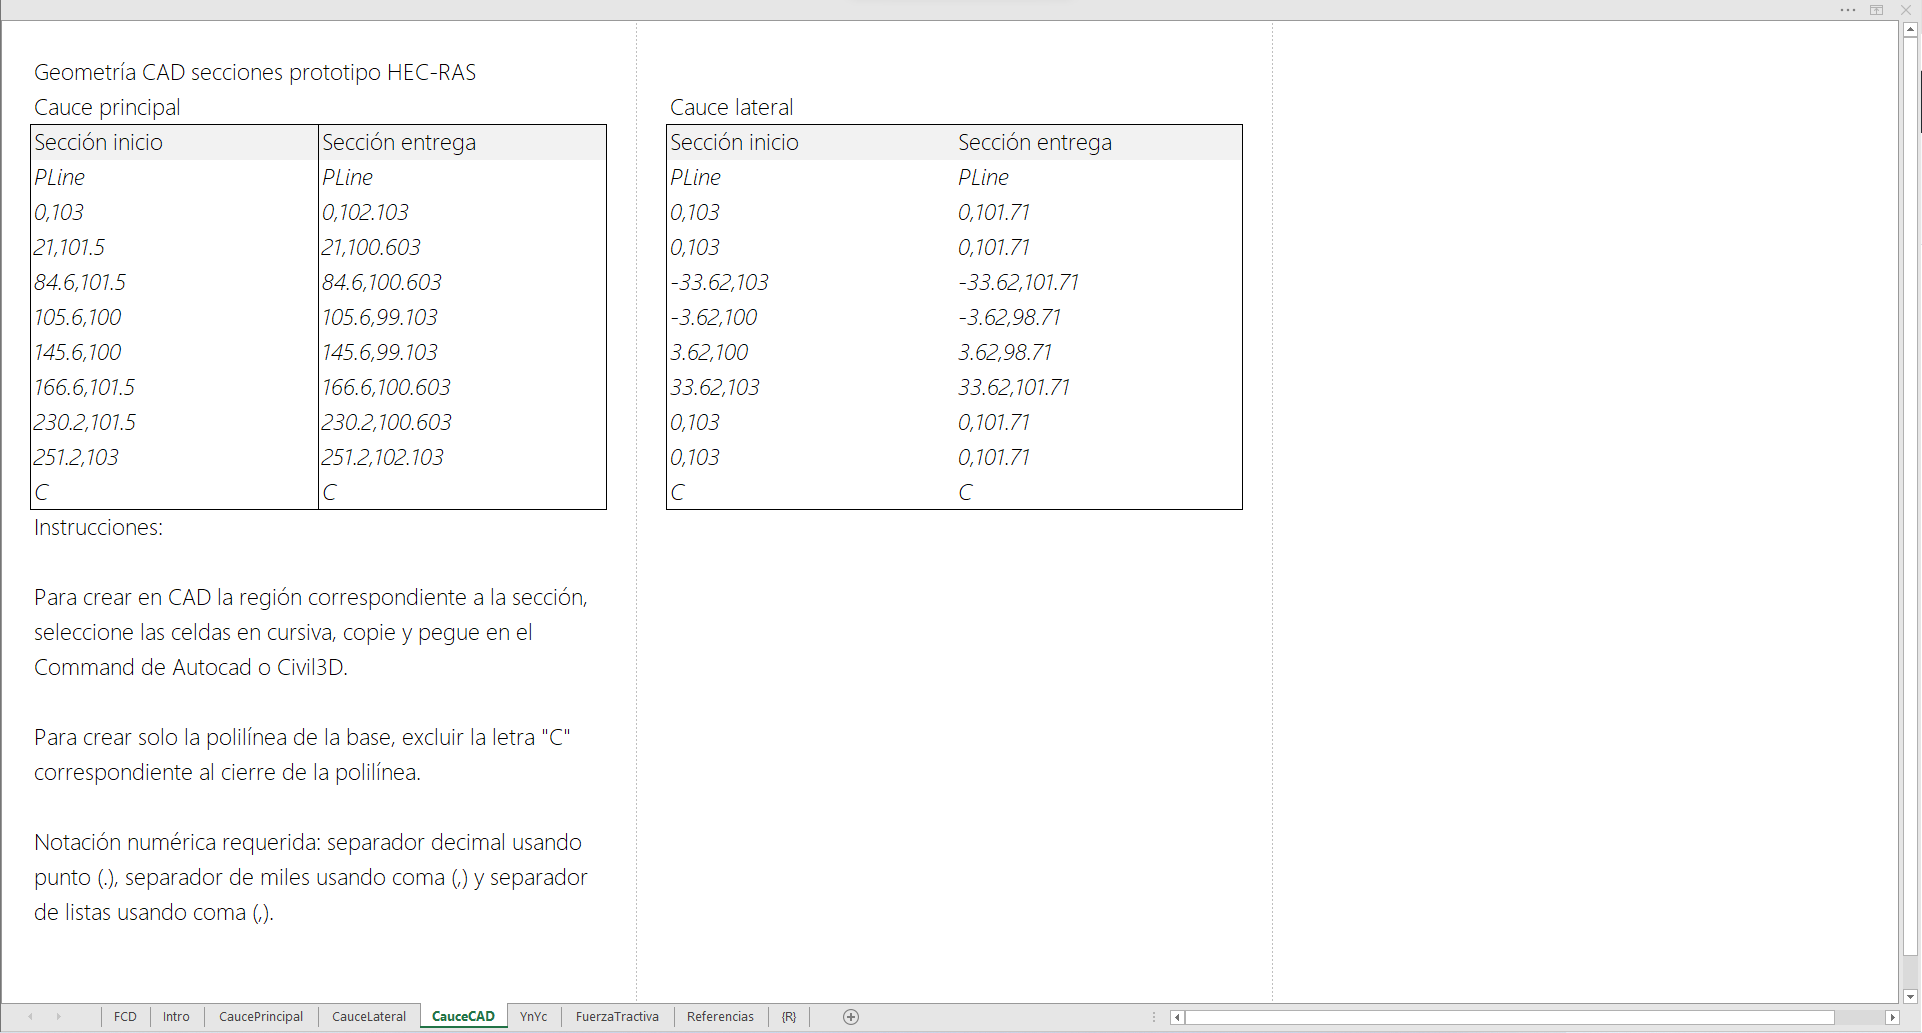 Geometría CAD secciones prototipo HEC-RAS
Cauce principal
Sección inicio Sección entrega
PLine PLine
0,103 0,102.103
21,101.5 21,100.603
84.6,101.5 84.6,100.603
105.6,100 105.6,99.103
145.6,100 145.6,99.103
166.6,101.5 166.6,100.603
230.2,101.5 230.2,100.603
251.2,103 251.2,102.103
C C
Instrucciones:
Para crear en CAD la región correspondiente a la sección,
seleccione las celdas en cursiva, copie y pegue en el
Command de Autocad o Civil3D.
Para crear solo la polilínea de la base, excluir la letra "C"
correspondiente al cierre de la polilínea.
Notación numérica requerida: separador decimal usando
punto (.), separador de miles usando coma (,) y separador
de listas usando coma (,).
Cauce lateral
Sección inicio Sección entrega
PLine PLine
0,103 0,101.71
0,103 0,101.71
-33.62,103 -33.62,101.71
-3.62,100 -3.62,98.71
3.62,100 3.62,98.71
33.62,103 33.62,101.71
0,103 0,101.71
0,103 0,101.71
C C
FCD Intro CaucePrincipal CauceLateral CauceCAD YnYc FuerzaTractiva Referencias {R}